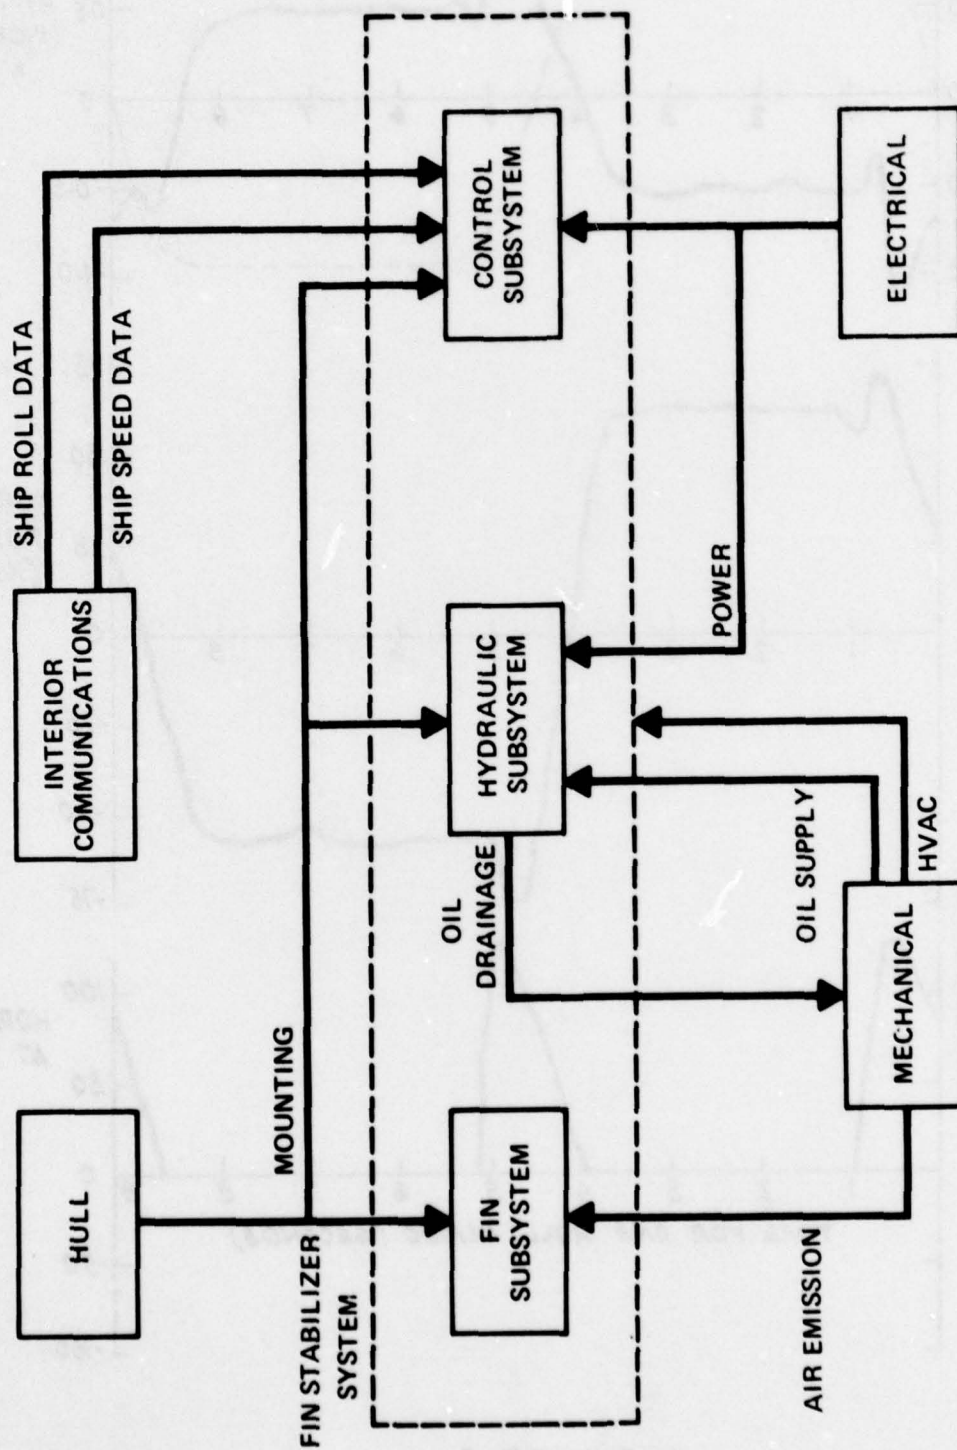 HULL
INTERIOR
COMMUNICATIONS
SHIP ROLL DATA
SHIP SPEED DATA
MOUNTING
FIN STABILIZER
SYSTEM
FIN
SUBSYSTEM
OIL
DRAINAGE
HYDRAULIC
SUBSYSTEM
CONTROL
SUBSYSTEM
POWER
AIR EMISSION
MECHANICAL
OIL SUPPLY
HVAC
ELECTRICAL